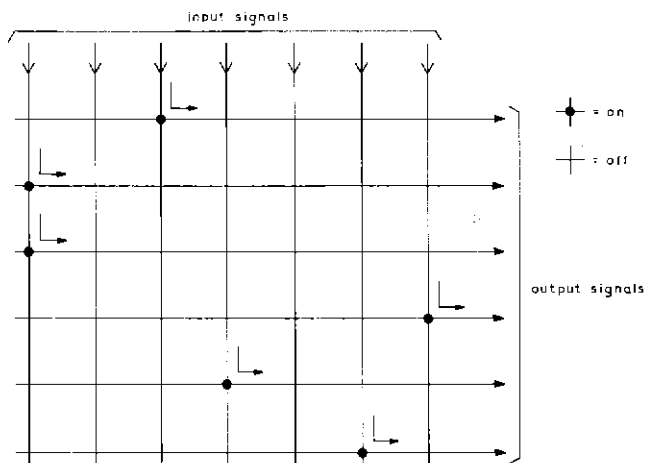 input signals
= on
= off
output signals